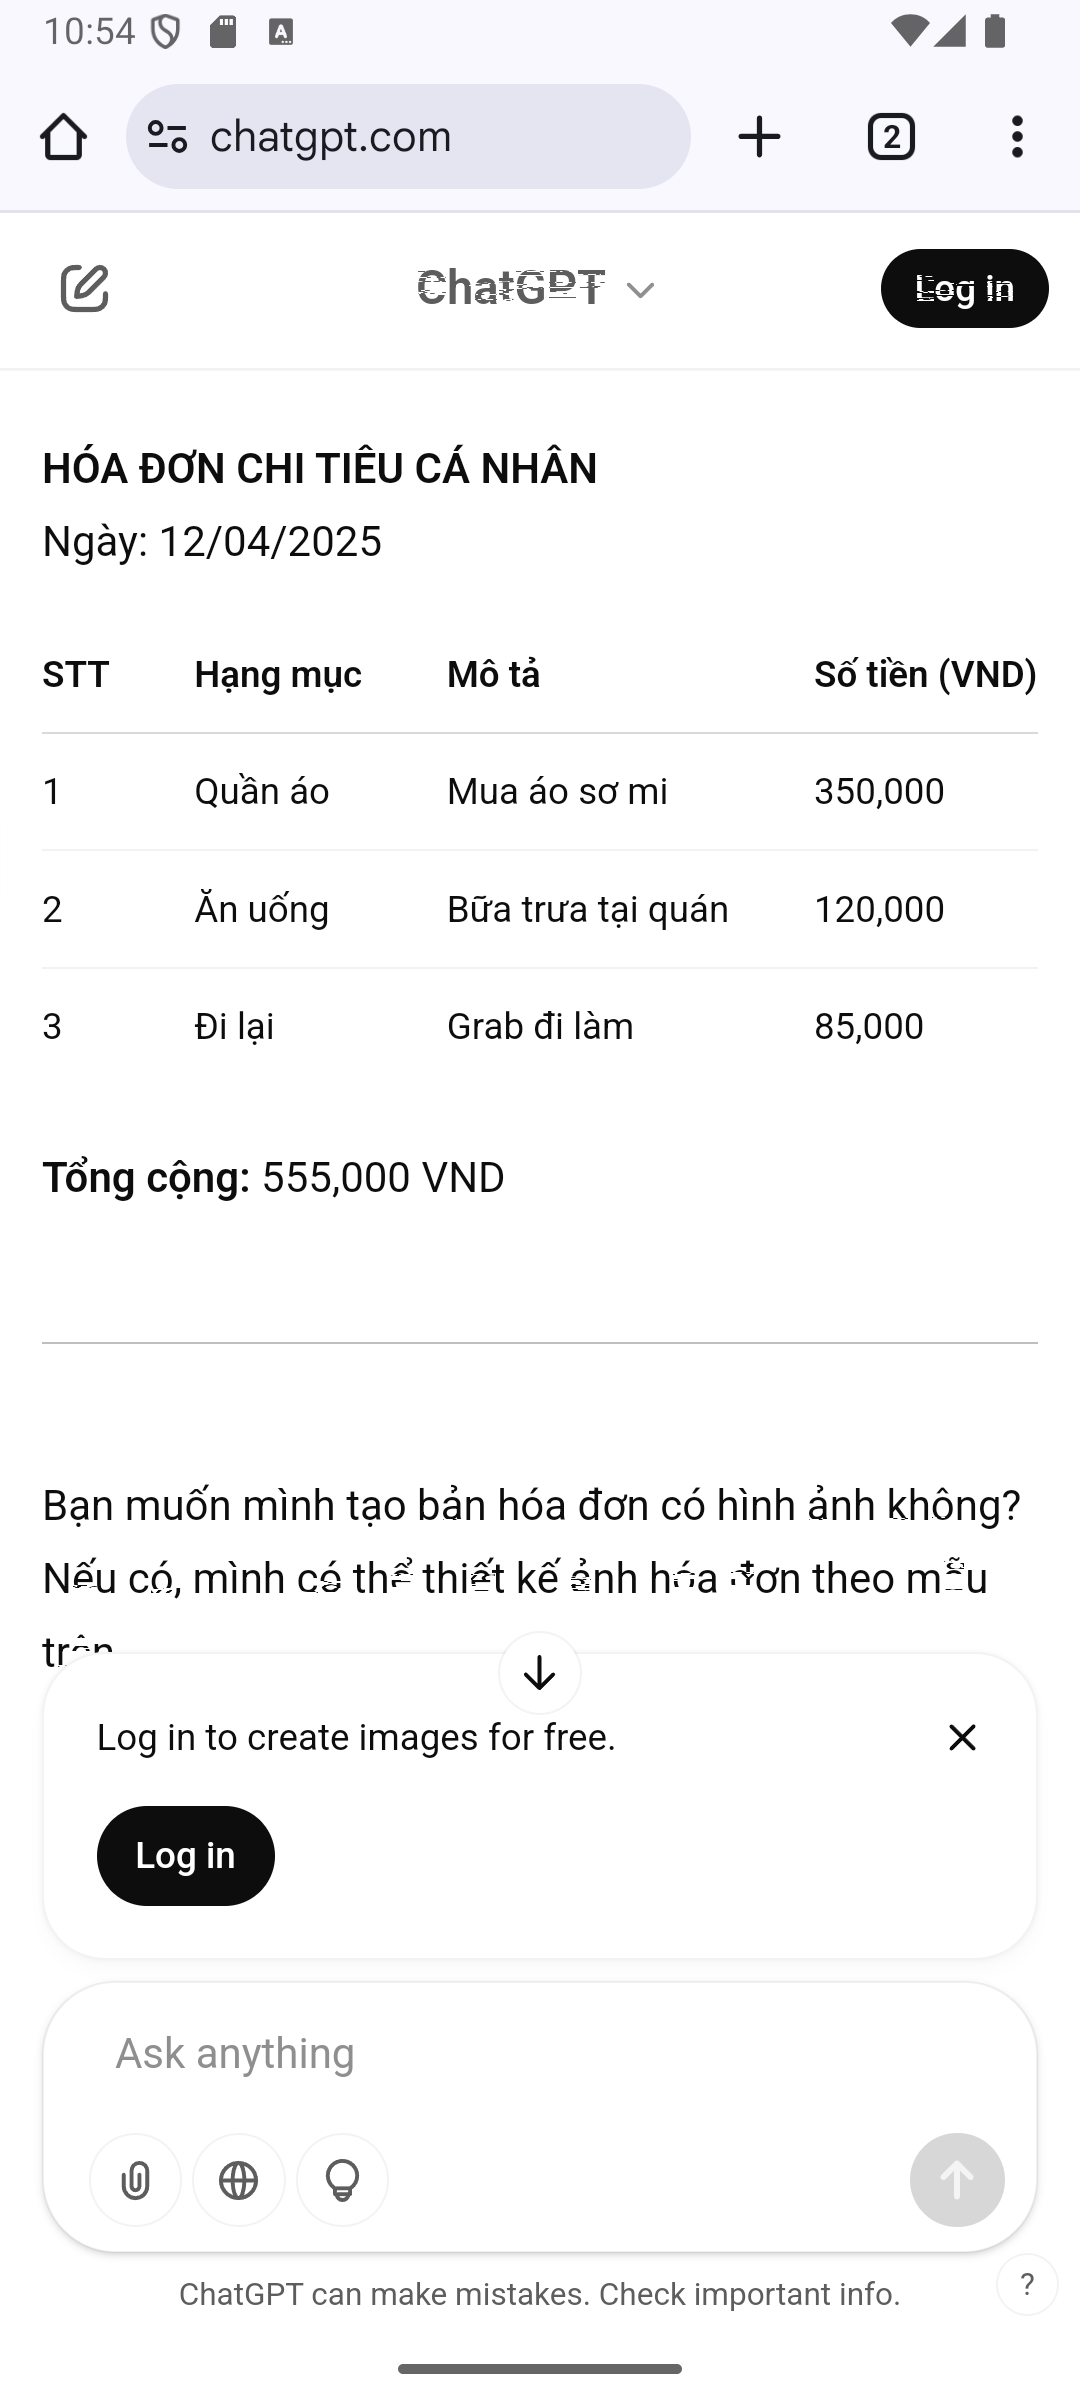 10:54
chatgpt.com
2
ChatGPT
Log in
HÓA ĐƠN CHI TIÊU CÁ NHÂN
Ngày: 12/04/2025
STT Hạng mục Mô tả Số tiền (VND)
1 Quần áo Mua áo sơ mi 350,000
2 Ăn uống Bữa trưa tại quán 120,000
3 Đi lại Grab đi làm 85,000
Tổng cộng: 555,000 VND
Bạn muốn mình tạo bản hóa đơn có hình ảnh không?
Nếu có, mình có thể thiết kế ảnh hóa đơn theo mẫu
trên
Log in to create images for free.
Log in
Ask anything
ChatGPT can make mistakes. Check important info.
?